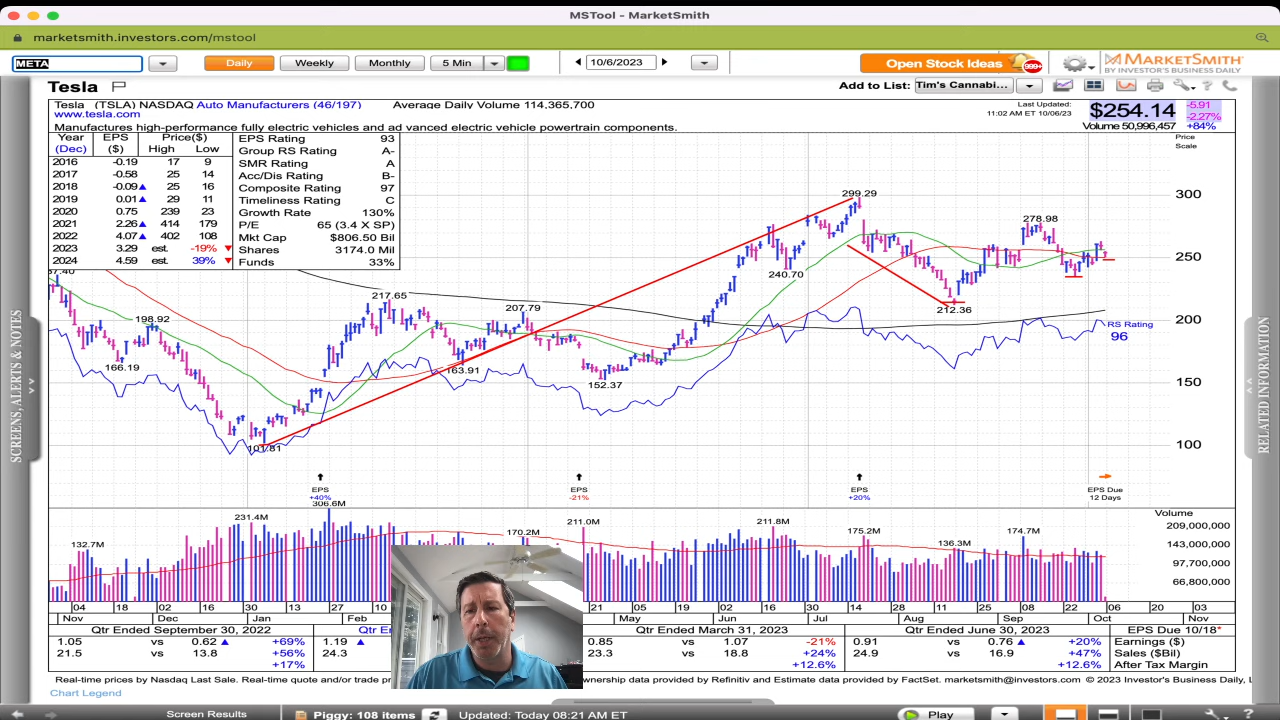 MSTool - MarketSmith
marketsmith.investors.com/mstool
META Daily Weekly Monthly 5 Min 10/6/2023 Open Stock Ideas 999+ MARKETSMITH
BY INVESTOR'S BUSINESS DAILY
Tesla Add to List: Tim's Cannabi...
Tesla (TSLA) NASDAQ Auto Manufacturers (46/197) Average Daily Volume 114,365,700
Last Updated: 11:02 AM ET 10/06/23 $254.14 -5.91 -2.27%
www.tesla.com Volume 50,996,457 +84%
Manufactures high-performance fully electric vehicles and ad vanced electric vehicle powertrain components.
Year (Dec) EPS ($) Price($) High Low
2016 -0.19 17 9
2017 -0.58 25 14
2018 -0.09 25 16
2019 0.01 29 11
2020 0.75 239 23
2021 2.26 414 179
2022 4.07 402 108
2023 3.29 est. -19%
2024 4.59 est. 39%
EPS Rating 93
Group RS Rating A-
SMR Rating A
Acc/Dis Rating B-
Composite Rating 97
Timeliness Rating C
Growth Rate 130%
P/E 65 (3.4 X SP)
Mkt Cap $806.50 Bil
Shares 3174.0 Mil
Funds 33%
Price Scale
300
250
200
150
100
299.29
278.98
240.70
217.65
207.79
212.36
198.92
166.19
163.91
152.37
101.81
RS Rating
96
EPS +40%
EPS -21%
EPS +20%
EPS Due 12 Days
306.6M
231.4M
132.7M
170.2M
211.0M
211.8M
175.2M
136.3M
174.7M
Volume
209,000,000
143,000,000
97,700,000
66,800,000
04 18 02 16 30 13 27 10 21 05 19 02 16 30 14 28 11 25 08 22 06 20 03
Nov Dec Jan Feb May Jun Jul Aug Sep Oct Nov
Qtr Ended September 30, 2022 Qtr E Qtr Ended March 31, 2023 Qtr Ended June 30, 2023 EPS Due 10/18*
1.05 vs 0.62 +69% 1.19 0.85 vs 1.07 -21% 0.91 vs 0.76 +20% Earnings ($)
21.5 vs 13.8 +56% 24.3 23.3 vs 18.8 +24% 24.9 vs 16.9 +47% Sales ($Bil)
+17% +12.6% +12.6% After Tax Margin
Real-time prices by Nasdaq Last Sale. Real-time quote and/or trade pr nership data provided by Refinitiv and Estimate data provided by FactSet. marketsmith@investors.com © 2023 Investor's Business Daily, L
Chart Legend
SCREENS, ALERTS & NOTES
RELATED INFORMATION
Screen Results Piggy: 108 items Updated: Today 08:21 AM ET Play